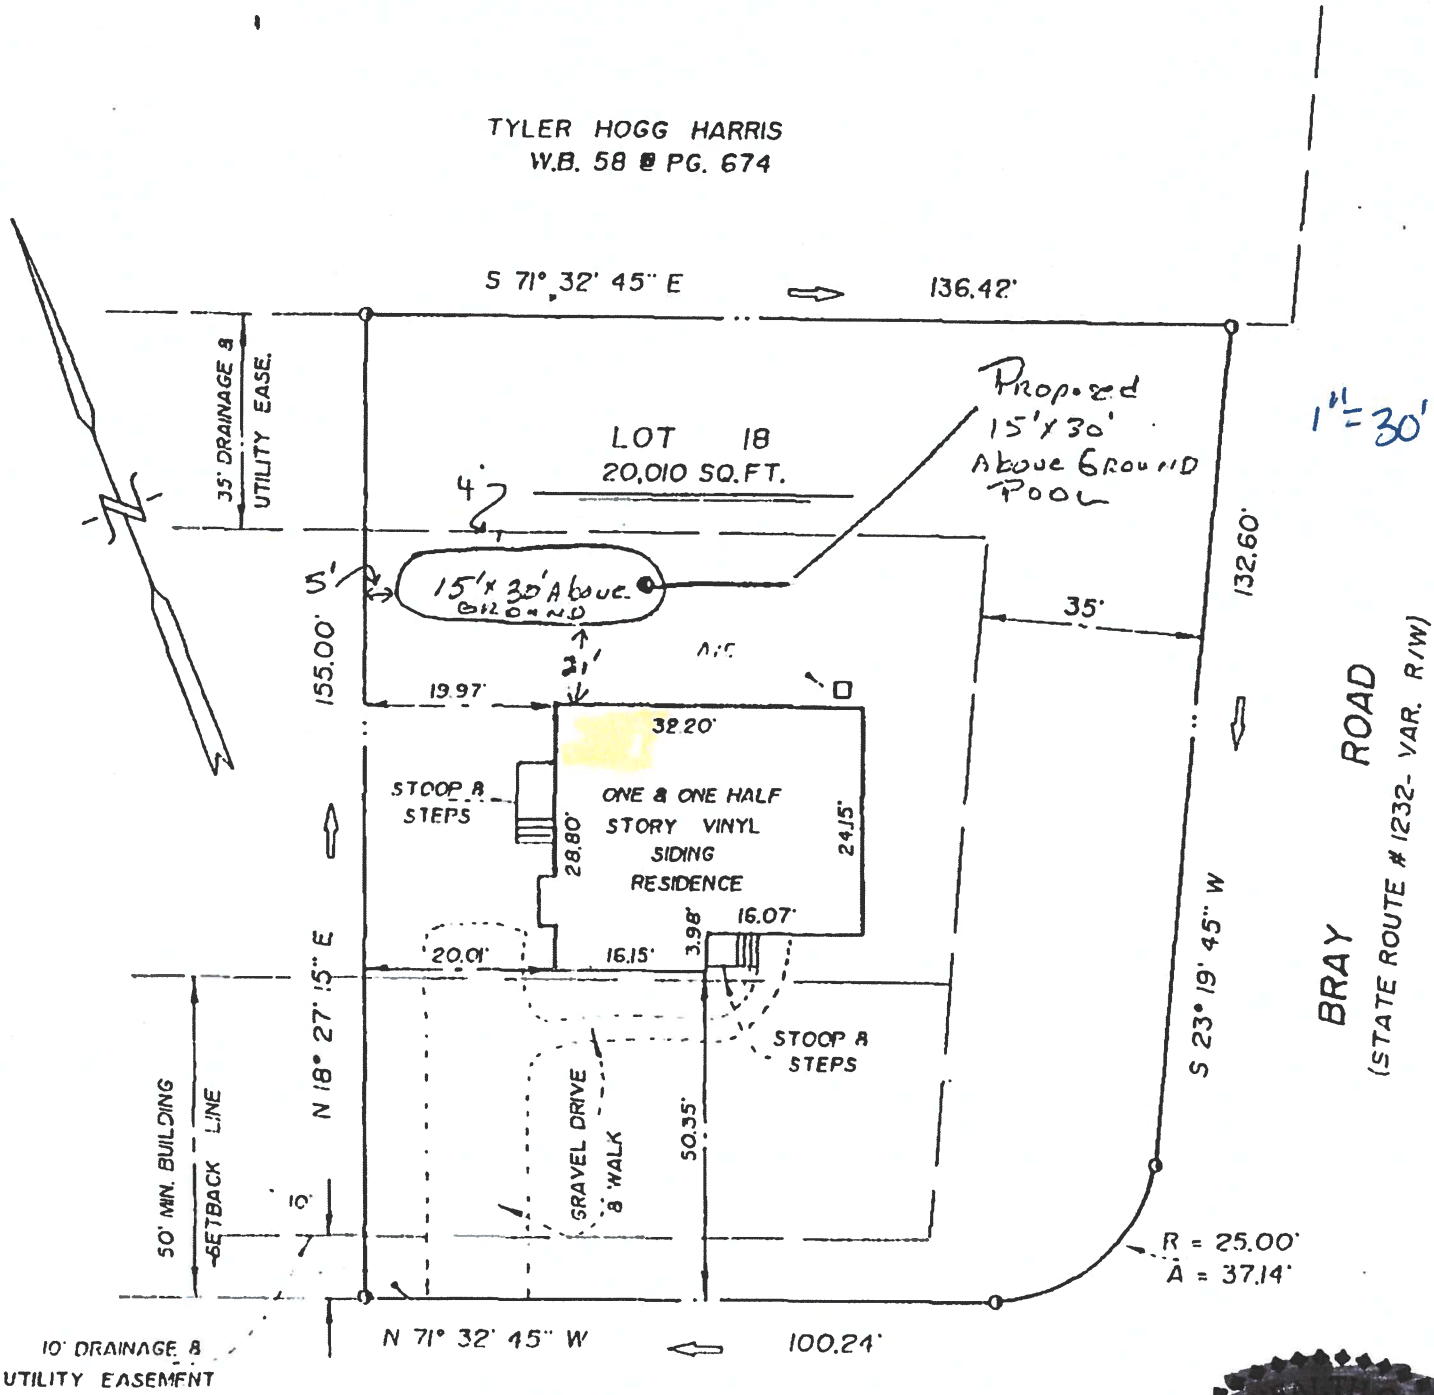 TYLER HOGG HARRIS
W.B. 58 @ PG. 674
S 71° 32' 45" E
136.42'
35' DRAINAGE &
UTILITY EASE.
Proposed
15' x 30'
Above Ground
Pool
1" = 30'
LOT 18
20,010 SQ.FT.
4'
5'
15' x 30' Above
Ground
132.60'
35'
155.00'
21'
A/C
19.97'
32.20'
STOOP &
STEPS
ONE & ONE HALF
STORY VINYL
SIDING
RESIDENCE
28.80'
24.15'
BRAY ROAD
(STATE ROUTE # 1232 - VAR. R/W)
3.98'
16.07'
20.01'
16.15'
N 18° 27' 15" E
S 23° 19' 45" W
STOOP &
STEPS
50' MIN. BUILDING
SETBACK LINE
GRAVEL DRIVE
& WALK
50.35'
10'
R = 25.00'
A = 37.14'
N 71° 32' 45" W
100.24'
10' DRAINAGE &
UTILITY EASEMENT